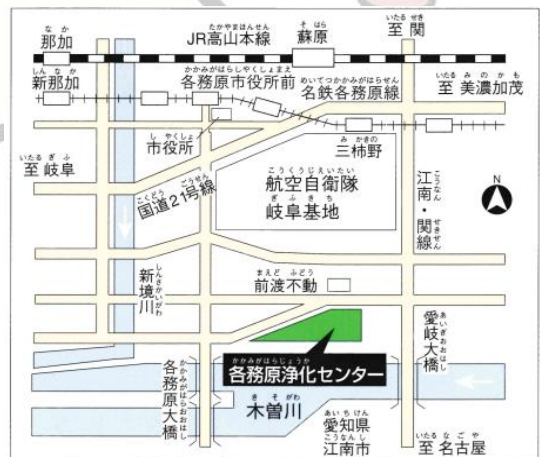 なか
那加
たかやまほんせん
JR高山本線
そはら
蘇原
いたる せき
至 関
しんなか
新那加
かかみがはらしやくしょまえ
各務原市役所前
めいてつかかみがはらせん
名鉄各務原線
いたる みのかも
至 美濃加茂
しやくしょ
市役所
みかきの
三柿野
いたる ぎふ
至 岐阜
こくどう ごうせん
国道21号線
こうくうじえいたい
航空自衛隊
ぎふきち
岐阜基地
こうなん せきせん
江南・関線
N
しんさかいがわ
新境川
まえど ふどう
前渡不動
あいぎおおはし
愛岐大橋
かかみがはらじょうか
各務原浄化センター
かかみがはらおおはし
各務原大橋
きそがわ
木曽川
あいちけん
愛知県
こうなんし
江南市
いたる なごや
至 名古屋